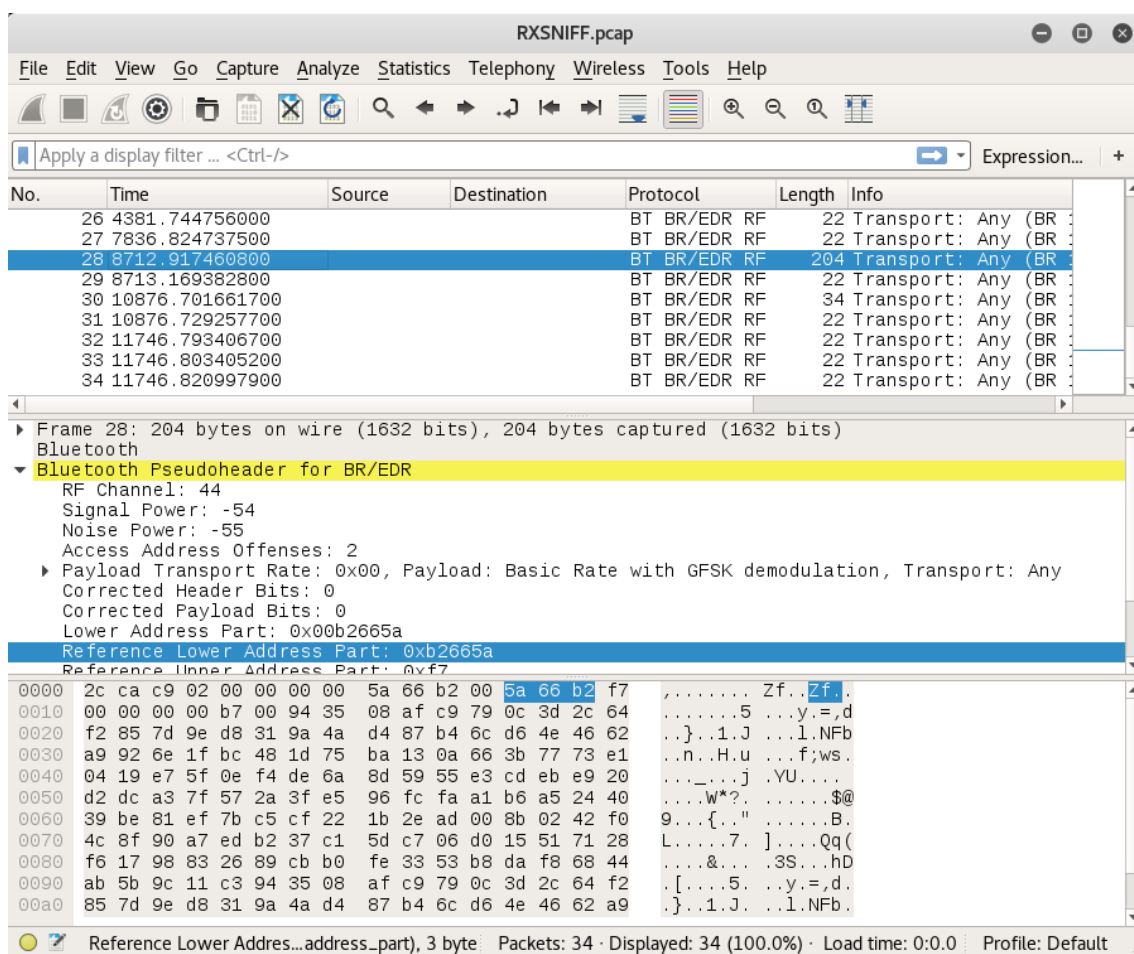 RXSNIFF.pcap
File Edit View Go Capture Analyze Statistics Telephony Wireless Tools Help
Apply a display filter ... <Ctrl-/> Expression... +
No. Time Source Destination Protocol Length Info
26 4381.744756000 BT BR/EDR RF 22 Transport: Any (BR
27 7836.824737500 BT BR/EDR RF 22 Transport: Any (BR
28 8712.917460800 BT BR/EDR RF 204 Transport: Any (BR
29 8713.169382800 BT BR/EDR RF 22 Transport: Any (BR
30 10876.701661700 BT BR/EDR RF 34 Transport: Any (BR
31 10876.729257700 BT BR/EDR RF 22 Transport: Any (BR
32 11746.793406700 BT BR/EDR RF 22 Transport: Any (BR
33 11746.803405200 BT BR/EDR RF 22 Transport: Any (BR
34 11746.820997900 BT BR/EDR RF 22 Transport: Any (BR
Frame 28: 204 bytes on wire (1632 bits), 204 bytes captured (1632 bits)
Bluetooth
Bluetooth Pseudoheader for BR/EDR
RF Channel: 44
Signal Power: -54
Noise Power: -55
Access Address Offenses: 2
Payload Transport Rate: 0x00, Payload: Basic Rate with GFSK demodulation, Transport: Any
Corrected Header Bits: 0
Corrected Payload Bits: 0
Lower Address Part: 0x00b2665a
Reference Lower Address Part: 0xb2665a
Reference Upper Address Part: 0xf7
0000 2c ca c9 02 00 00 00 00 5a 66 b2 00 5a 66 b2 f7 ,....... Zf..Zf..
0010 00 00 00 00 b7 00 94 35 08 af c9 79 0c 3d 2c 64 .......5 ...y.=,d
0020 f2 85 7d 9e d8 31 9a 4a d4 87 b4 6c d6 4e 46 62 ..}..1.J ...l.NFb
0030 a9 92 6e 1f bc 48 1d 75 ba 13 0a 66 3b 77 73 e1 ..n..H.u ...f;ws.
0040 04 19 e7 5f 0e f4 de 6a 8d 59 55 e3 cd eb e9 20 ..._...j .YU....
0050 d2 dc a3 7f 57 2a 3f e5 96 fc fa a1 b6 a5 24 40 ....W*?. ......$@
0060 39 be 81 ef 7b c5 cf 22 1b 2e ad 00 8b 02 42 f0 9...{.." ......B.
0070 4c 8f 90 a7 ed b2 37 c1 5d c7 06 d0 15 51 71 28 L.....7. ]....Qq(
0080 f6 17 98 83 26 89 cb b0 fe 33 53 b8 da f8 68 44 ....&... .3S...hD
0090 ab 5b 9c 11 c3 94 35 08 af c9 79 0c 3d 2c 64 f2 .[....5. ..y.=,d.
00a0 85 7d 9e d8 31 9a 4a d4 87 b4 6c d6 4e 46 62 a9 .}..1.J. ..l.NFb.
Reference Lower Addres...address_part), 3 byte Packets: 34 · Displayed: 34 (100.0%) · Load time: 0:0.0 Profile: Default